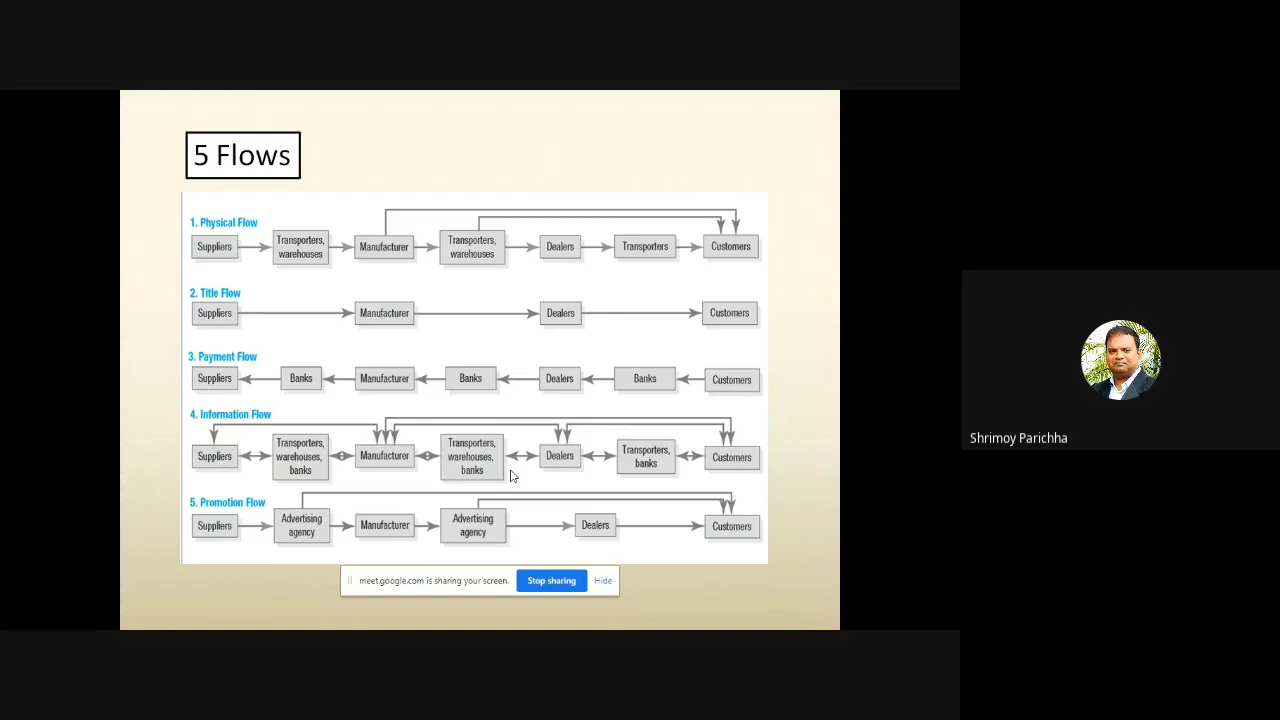 5 Flows
1. Physical Flow
Suppliers
Transporters,
warehouses
Manufacturer
Transporters,
warehouses
Dealers
Transporters
Customers
2. Title Flow
Suppliers
Manufacturer
Dealers
Customers
3. Payment Flow
Suppliers
Banks
Manufacturer
Banks
Dealers
Banks
Customers
4. Information Flow
Suppliers
Transporters,
warehouses,
banks
Manufacturer
Transporters,
warehouses,
banks
Dealers
Transporters,
banks
Customers
5. Promotion Flow
Suppliers
Advertising
agency
Manufacturer
Advertising
agency
Dealers
Customers
meet.google.com is sharing your screen.
Stop sharing
Hide
Shrimoy Parichha